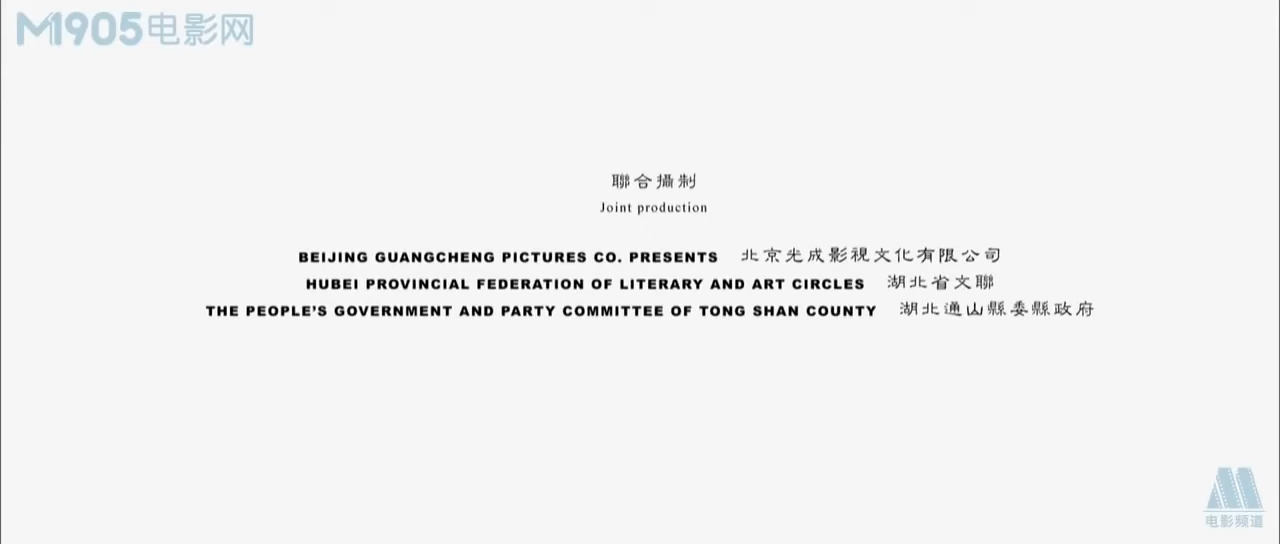 M1905电影网
聯合攝制
Joint production
BEIJING GUANGCHENG PICTURES CO. PRESENTS 北京光成影視文化有限公司
HUBEI PROVINCIAL FEDERATION OF LITERARY AND ART CIRCLES 湖北省文聯
THE PEOPLE'S GOVERNMENT AND PARTY COMMITTEE OF TONG SHAN COUNTY 湖北通山縣委縣政府
电影频道